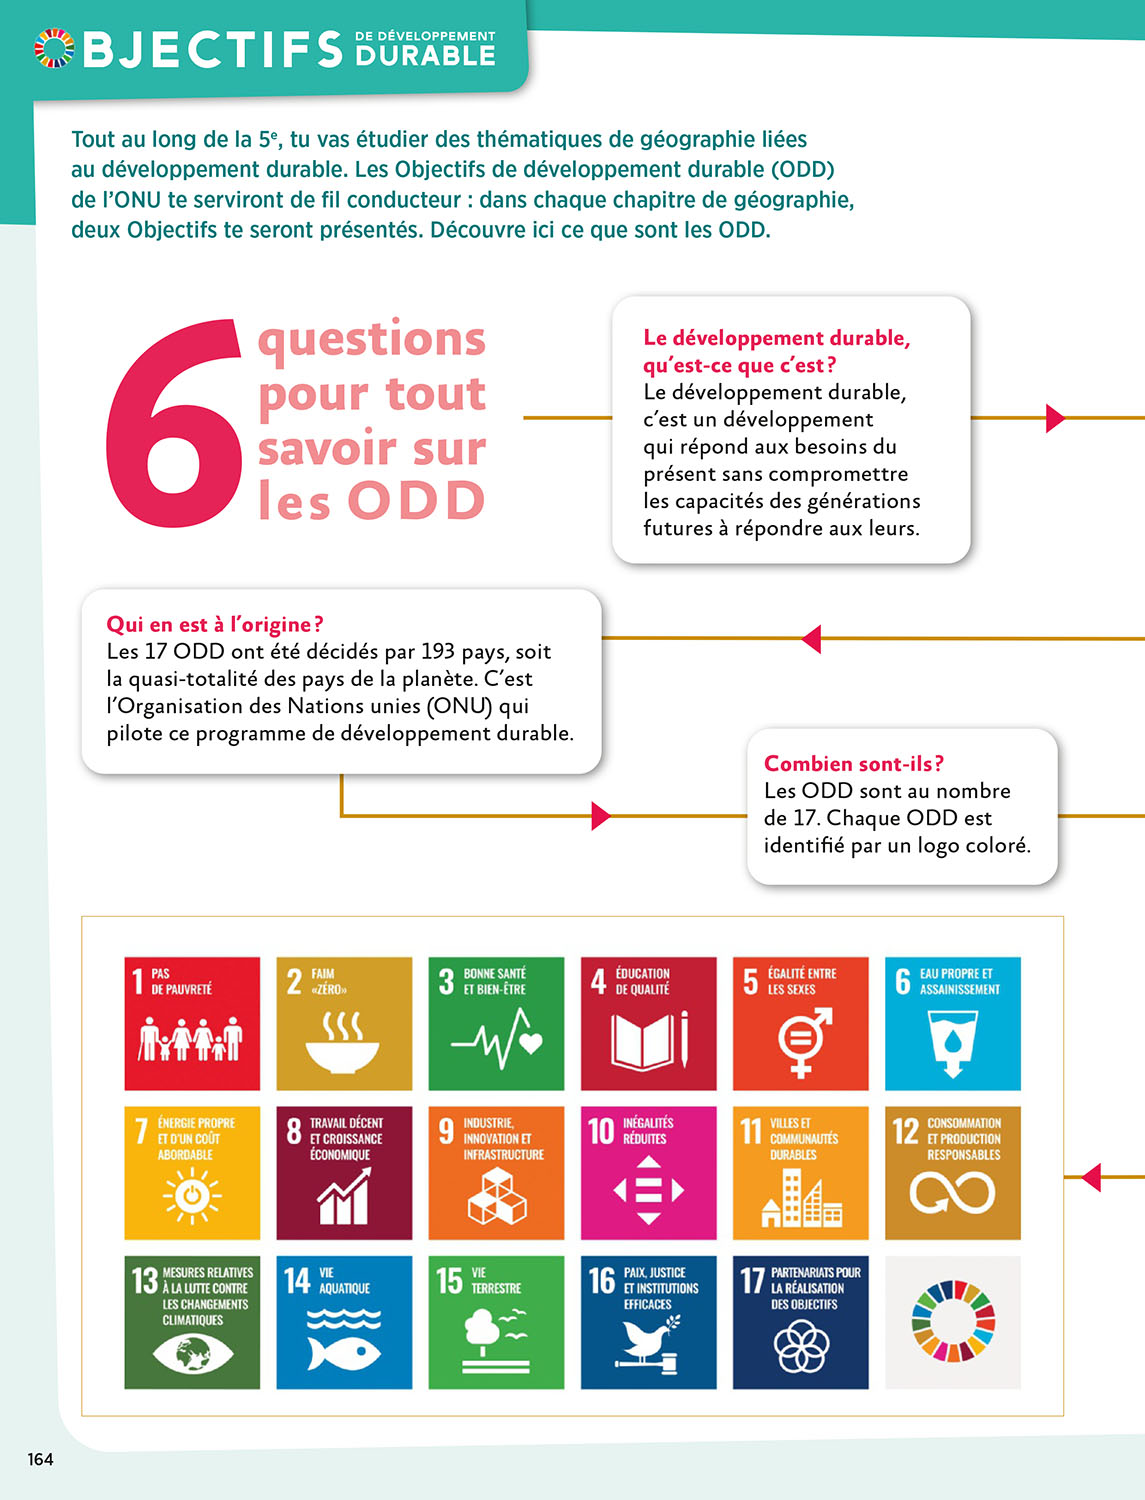 OBJECTIFS DE DÉVELOPPEMENT
DURABLE
Tout au long de la 5e, tu vas étudier des thématiques de géographie liées
au développement durable. Les Objectifs de développement durable (ODD)
de l’ONU te serviront de fil conducteur : dans chaque chapitre de géographie,
deux Objectifs te seront présentés. Découvre ici ce que sont les ODD.
6
questions
pour tout
savoir sur
les ODD
Le développement durable,
qu’est-ce que c’est ?
Le développement durable,
c’est un développement
qui répond aux besoins du
présent sans compromettre
les capacités des générations
futures à répondre aux leurs.
Qui en est à l’origine ?
Les 17 ODD ont été décidés par 193 pays, soit
la quasi-totalité des pays de la planète. C’est
l’Organisation des Nations unies (ONU) qui
pilote ce programme de développement durable.
Combien sont-ils ?
Les ODD sont au nombre
de 17. Chaque ODD est
identifié par un logo coloré.
1 PAS
DE PAUVRETÉ
2 FAIM
«ZÉRO»
3 BONNE SANTÉ
ET BIEN-ÊTRE
4 ÉDUCATION
DE QUALITÉ
5 ÉGALITÉ ENTRE
LES SEXES
6 EAU PROPRE ET
ASSAINISSEMENT
7 ÉNERGIE PROPRE
ET D’UN COÛT
ABORDABLE
8 TRAVAIL DÉCENT
ET CROISSANCE
ÉCONOMIQUE
9 INDUSTRIE,
INNOVATION ET
INFRASTRUCTURE
10 INÉGALITÉS
RÉDUITES
11 VILLES ET
COMMUNAUTÉS
DURABLES
12 CONSOMMATION
ET PRODUCTION
RESPONSABLES
13 MESURES RELATIVES
À LA LUTTE CONTRE
LES CHANGEMENTS
CLIMATIQUES
14 VIE
AQUATIQUE
15 VIE
TERRESTRE
16 PAIX, JUSTICE
ET INSTITUTIONS
EFFICACES
17 PARTENARIATS POUR
LA RÉALISATION
DES OBJECTIFS
164